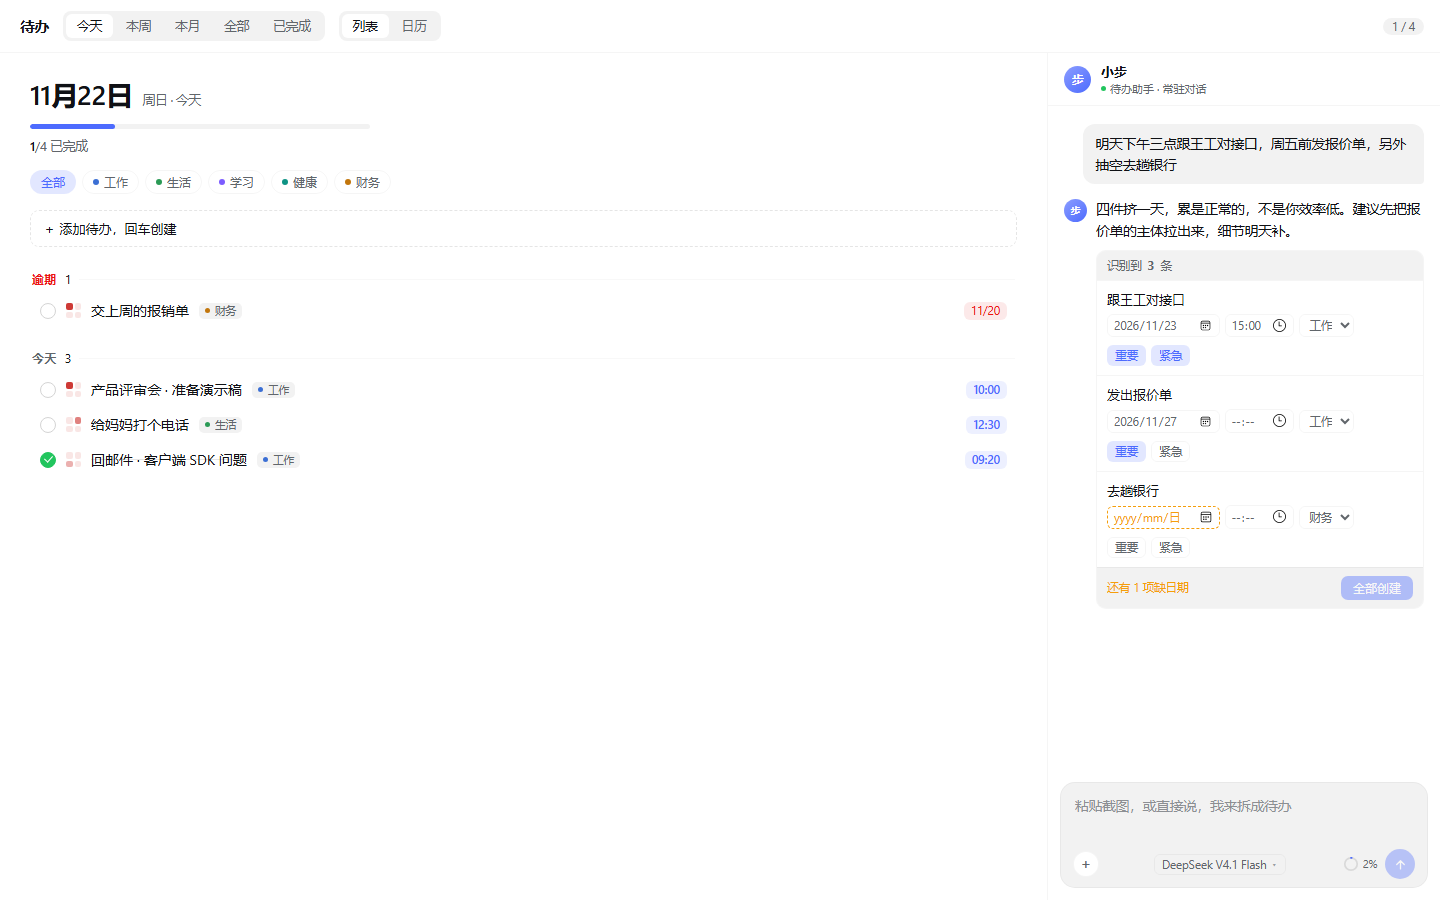 待办 今天 本周 本月 全部 已完成 列表 日历 1 / 4
11月22日 周日 · 今天
1/4 已完成
全部 工作 生活 学习 健康 财务
+ 添加待办，回车创建
逾期 1
交上周的报销单 财务 11/20
今天 3
产品评审会 · 准备演示稿 工作 10:00
给妈妈打个电话 生活 12:30
回邮件 · 客户端 SDK 问题 工作 09:20
步 小步
待办助手 · 常驻对话
明天下午三点跟王工对接口，周五前发报价单，另外
抽空去趟银行
步 四件挤一天，累是正常的，不是你效率低。建议先把报
价单的主体拉出来，细节明天补。
识别到 3 条
跟王工对接口
2026/11/23 15:00 工作
重要 紧急
发出报价单
2026/11/27 --:-- 工作
重要 紧急
去趟银行
yyyy/mm/日 --:-- 财务
重要 紧急
还有 1 项缺日期 全部创建
粘贴截图，或直接说，我来拆成待办
+ DeepSeek V4.1 Flash 2%